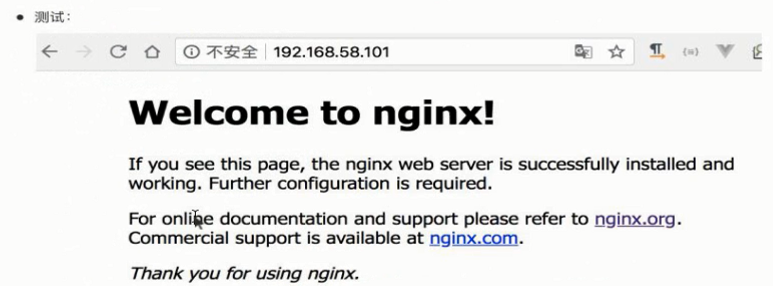 • 测试：
不安全 192.168.58.101
Welcome to nginx!
If you see this page, the nginx web server is successfully installed and
working. Further configuration is required.
For online documentation and support please refer to nginx.org.
Commercial support is available at nginx.com.
Thank you for using nginx.